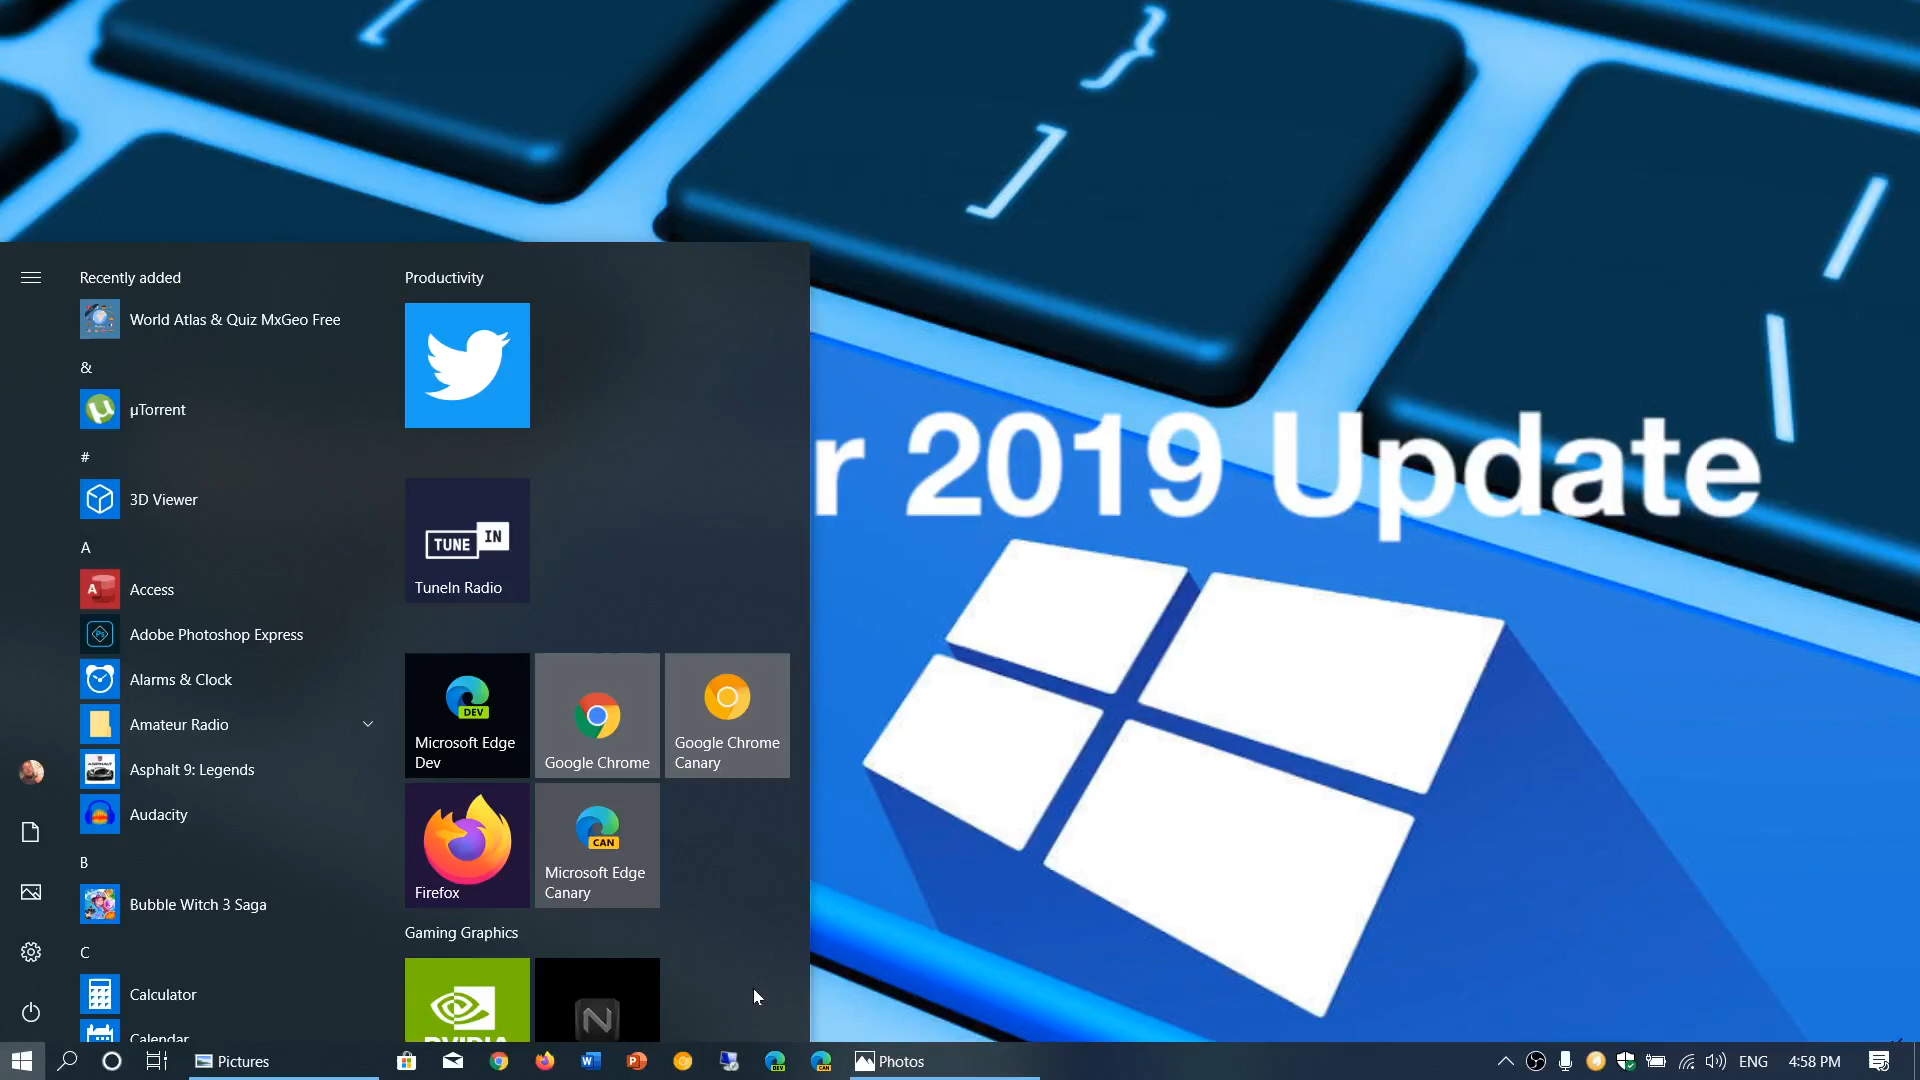 [
}
]
|
\
r 2019 Update
Recently added
World Atlas & Quiz MxGeo Free
&
µTorrent
#
3D Viewer
A
Access
Adobe Photoshop Express
Alarms & Clock
Amateur Radio
Asphalt 9: Legends
Audacity
B
Bubble Witch 3 Saga
C
Calculator
Calendar
Productivity
TUNE IN
TuneIn Radio
DEV
Microsoft Edge
Dev
Google Chrome
Google Chrome
Canary
Firefox
CAN
Microsoft Edge
Canary
Gaming Graphics
NVIDIA
N
Pictures
Photos
ENG
4:58 PM